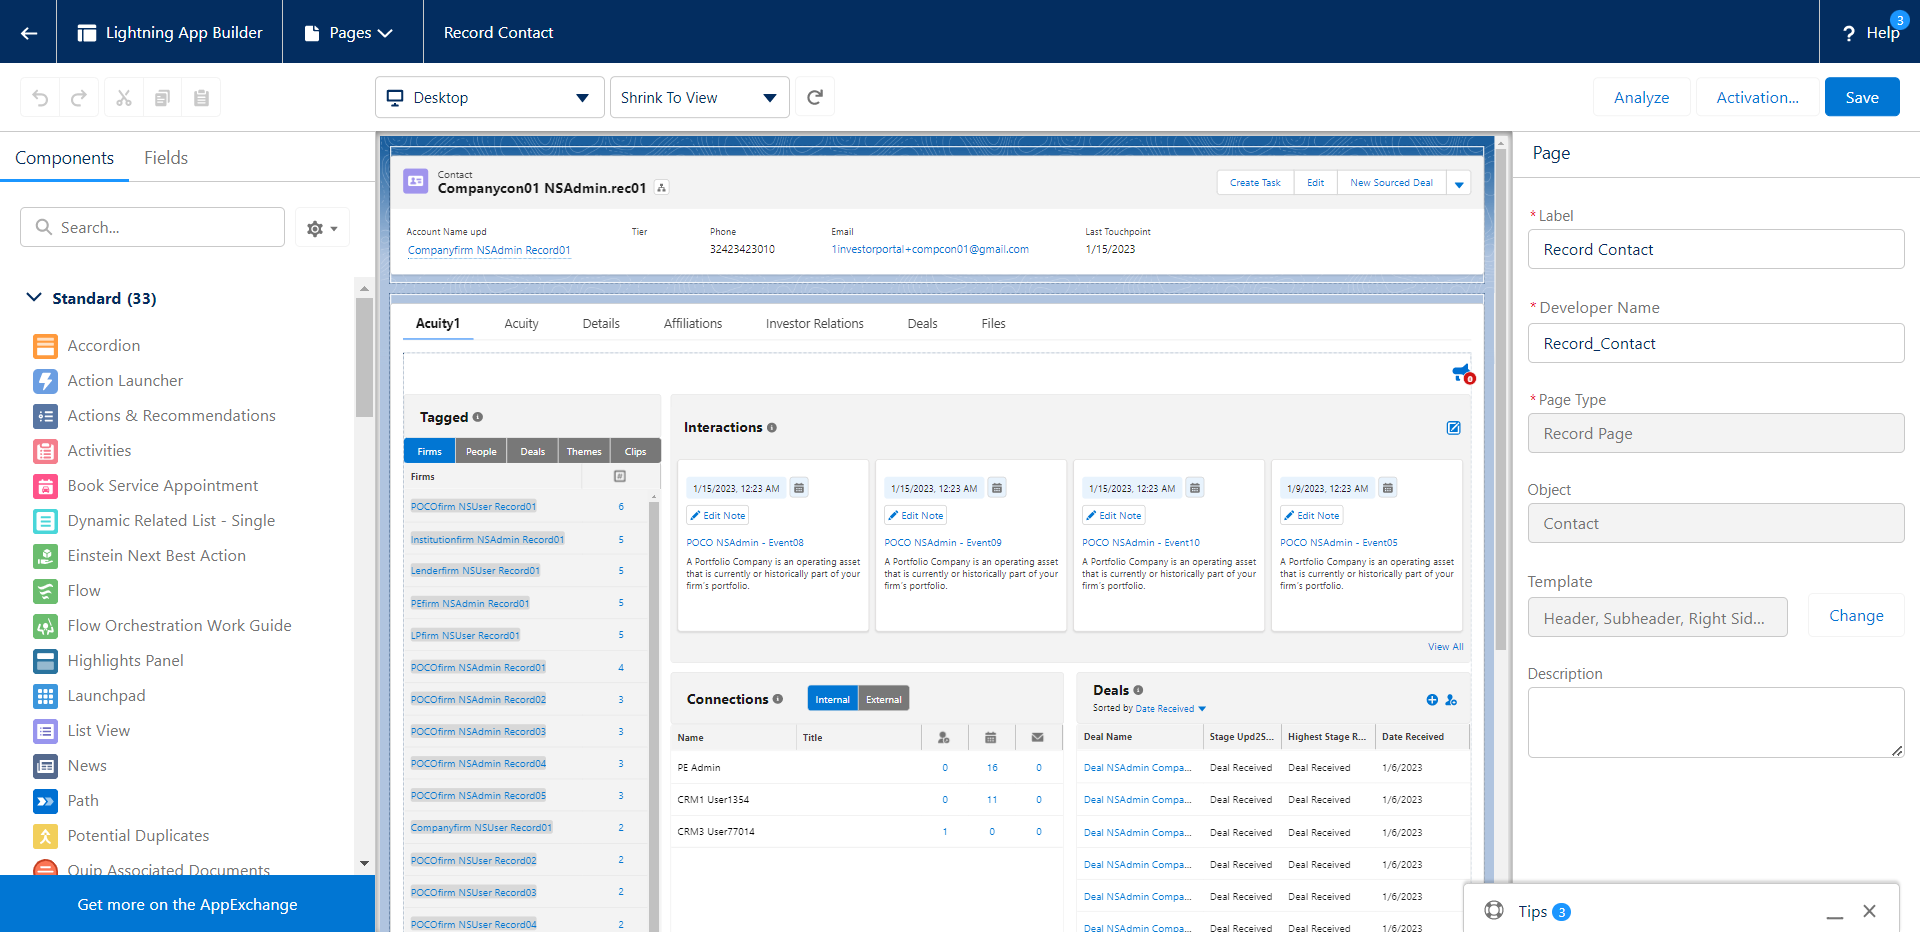 Lightning App Builder
Pages
Record Contact
? Help
3
Desktop
Shrink To View
Analyze
Activation...
Save
Components
Fields
Search...
Standard (33)
Accordion
Action Launcher
Actions & Recommendations
Activities
Book Service Appointment
Dynamic Related List - Single
Einstein Next Best Action
Flow
Flow Orchestration Work Guide
Highlights Panel
Launchpad
List View
News
Path
Potential Duplicates
Quip Associated Documents
Get more on the AppExchange
Contact
Companycon01 NSAdmin.rec01
Create Task
Edit
New Sourced Deal
Account Name upd
Tier
Phone
Email
Last Touchpoint
Companyfirm NSAdmin Record01
32423423010
1investorportal+compcon01@gmail.com
1/15/2023
Acuity1
Acuity
Details
Affiliations
Investor Relations
Deals
Files
0
Tagged
Firms
People
Deals
Themes
Clips
Firms
#
POCOfirm NSUser Record01 6
Institutionfirm NSAdmin Record01 5
Lenderfirm NSUser Record01 5
PEfirm NSAdmin Record01 5
LPfirm NSUser Record01 5
POCOfirm NSAdmin Record01 4
POCOfirm NSAdmin Record02 3
POCOfirm NSAdmin Record03 3
POCOfirm NSAdmin Record04 3
POCOfirm NSAdmin Record05 3
Companyfirm NSUser Record01 2
POCOfirm NSUser Record02 2
POCOfirm NSUser Record03 2
POCOfirm NSUser Record04 2
Interactions
1/15/2023, 12:23 AM
Edit Note
POCO NSAdmin - Event08
A Portfolio Company is an operating asset
that is currently or historically part of your
firm's portfolio.
1/15/2023, 12:23 AM
Edit Note
POCO NSAdmin - Event09
A Portfolio Company is an operating asset
that is currently or historically part of your
firm's portfolio.
1/15/2023, 12:23 AM
Edit Note
POCO NSAdmin - Event10
A Portfolio Company is an operating asset
that is currently or historically part of your
firm's portfolio.
1/9/2023, 12:23 AM
Edit Note
POCO NSAdmin - Event05
A Portfolio Company is an operating asset
that is currently or historically part of your
firm's portfolio.
View All
Connections
Internal
External
Name
Title
PE Admin 0 16 0
CRM1 User1354 0 11 0
CRM3 User77014 1 0 0
Deals
Sorted by Date Received
Deal Name Stage Upd2S... Highest Stage R... Date Received
Deal NSAdmin Compa... Deal Received Deal Received 1/6/2023
Deal NSAdmin Compa... Deal Received Deal Received 1/6/2023
Deal NSAdmin Compa... Deal Received Deal Received 1/6/2023
Deal NSAdmin Compa... Deal Received Deal Received 1/6/2023
Deal NSAdmin Compa... Deal Received Deal Received 1/6/2023
Deal NSAdmin Compa... Deal Received Deal Received 1/6/2023
Page
*Label
Record Contact
*Developer Name
Record_Contact
*Page Type
Record Page
Object
Contact
Template
Header, Subheader, Right Sid...
Change
Description
Tips 3